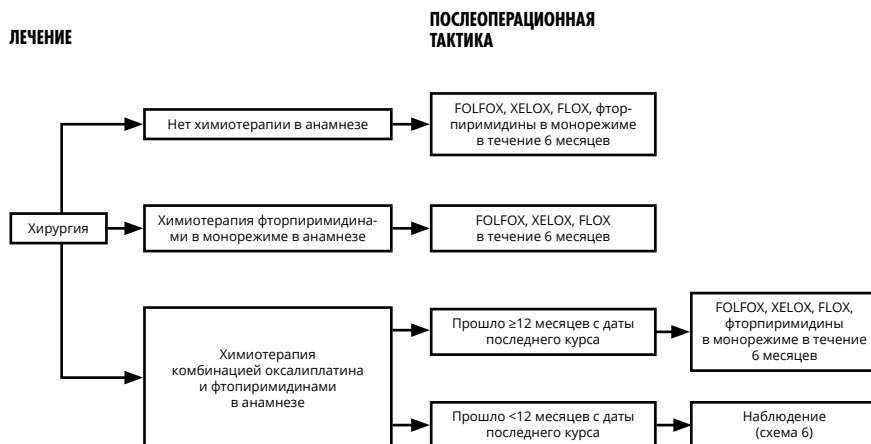 ЛЕЧЕНИЕ
ПОСЛЕОПЕРАЦИОННАЯ
ТАКТИКА
Хирургия
Нет химиотерапии в анамнезе
FOLFOX, XELOX, FLOX, фтор-
пиримидины в монорежиме
в течение 6 месяцев
Химиотерапия фторпиримидина-
ми в монорежиме в анамнезе
FOLFOX, XELOX, FLOX
в течение 6 месяцев
Химиотерапия
комбинацией оксалиплатина
и фтопиримидинами
в анамнезе
Прошло ≥12 месяцев с даты
последнего курса
FOLFOX, XELOX, FLOX,
фторпиримидины
в монорежиме в течение
6 месяцев
Прошло <12 месяцев с даты
последнего курса
Наблюдение
(схема 6)